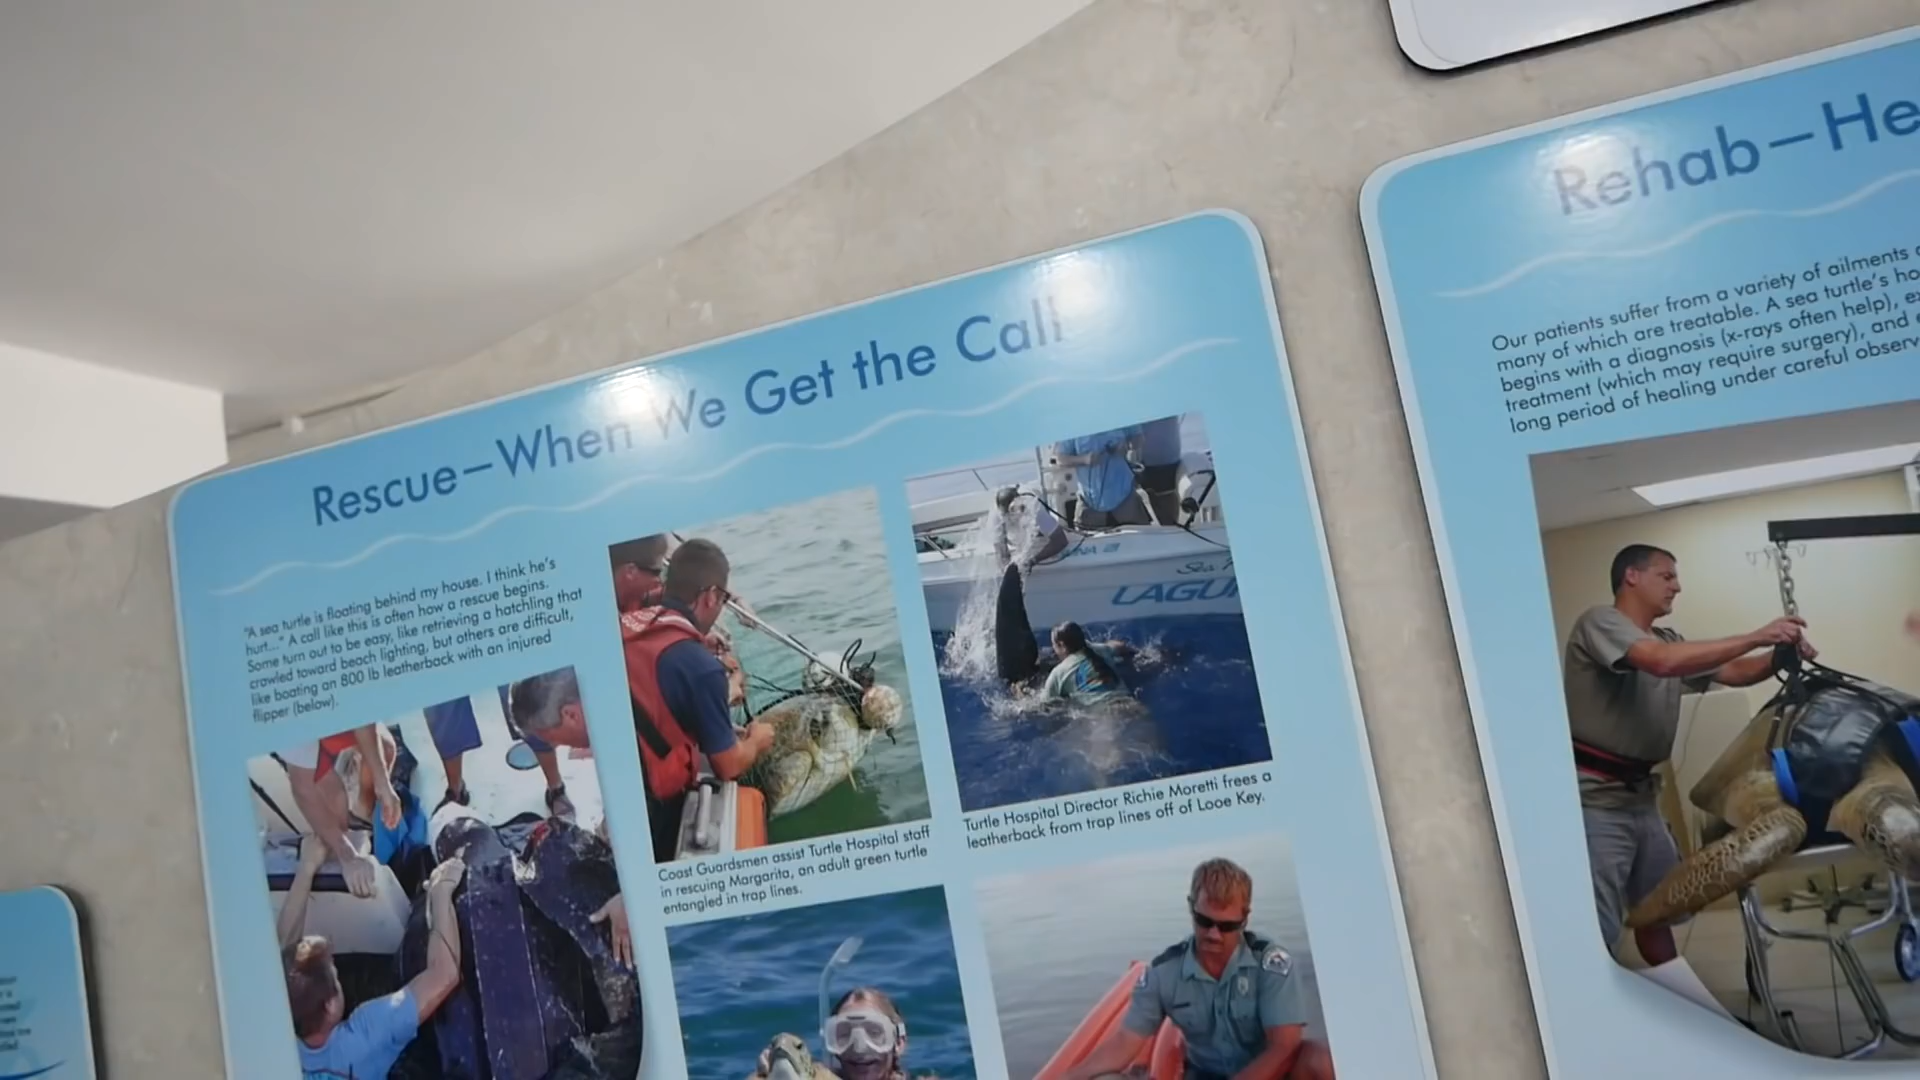 Rescue–When We Get the Call
"A sea turtle is floating behind my house. I think he's
hurt..." A call like this is often how a rescue begins.
Some turn out to be easy, like retrieving a hatchling that
crawled toward beach lighting, but others are difficult,
like boating an 800 lb leatherback with an injured
flipper (below).
Coast Guardsmen assist Turtle Hospital staff
in rescuing Margarita, an adult green turtle
entangled in trap lines.
Turtle Hospital Director Richie Moretti frees a
leatherback from trap lines off of Looe Key.
Rehab–He
Our patients suffer from a variety of ailments
many of which are treatable. A sea turtle's ho
begins with a diagnosis (x-rays often help), e
treatment (which may require surgery), and
long period of healing under careful observ